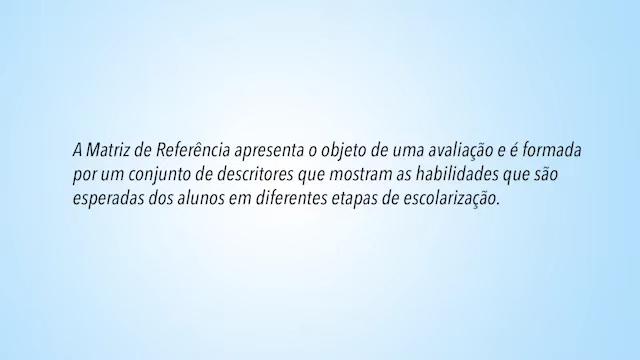 A Matriz de Referência apresenta o objeto de uma avaliação e é formada
por um conjunto de descritores que mostram as habilidades que são
esperadas dos alunos em diferentes etapas de escolarização.